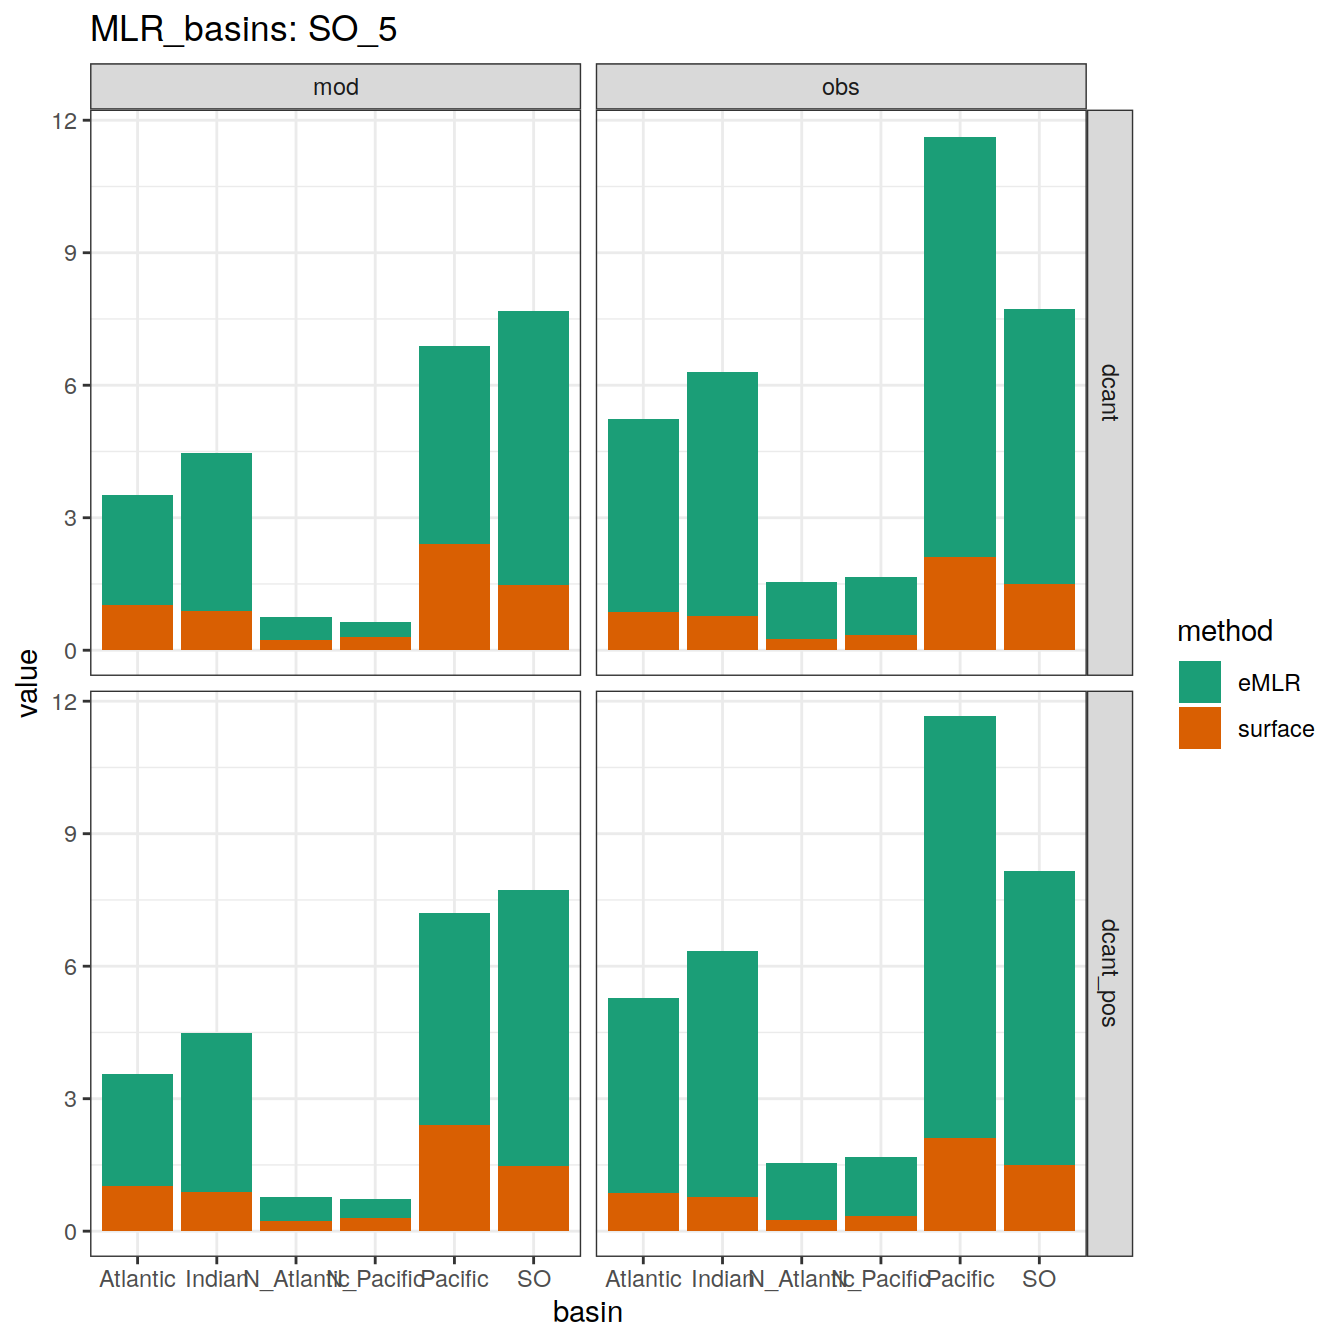 MLR_basins: SO_5
mod
obs
12
9
6
3
0
dcant
12
9
6
3
0
dcant_pos
value
Atlantic Indian N_Atlantic N_Pacific Pacific SO
Atlantic Indian N_Atlantic N_Pacific Pacific SO
basin
method
eMLR
surface